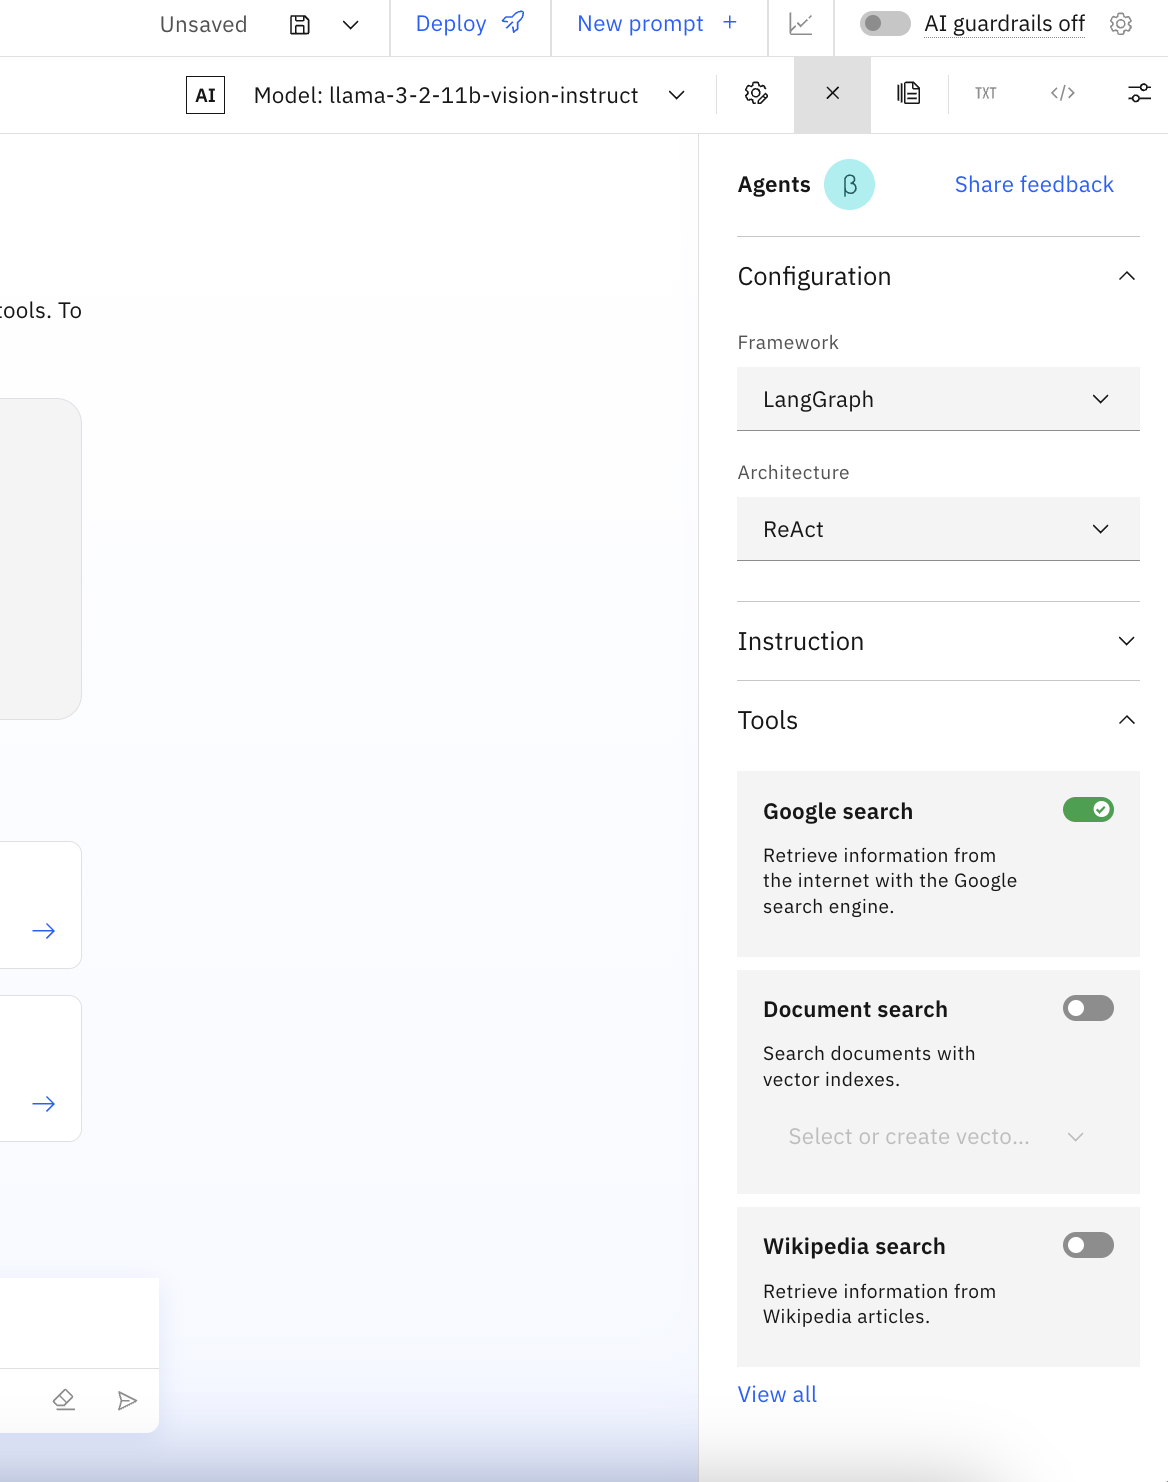 Unsaved
Deploy
New prompt +
AI guardrails off
AI
Model: llama-3-2-11b-vision-instruct
TXT
</>
Agents β
Share feedback
Configuration
tools. To
Framework
LangGraph
Architecture
ReAct
Instruction
Tools
Google search
Retrieve information from
the internet with the Google
search engine.
Document search
Search documents with
vector indexes.
Select or create vecto...
Wikipedia search
Retrieve information from
Wikipedia articles.
View all